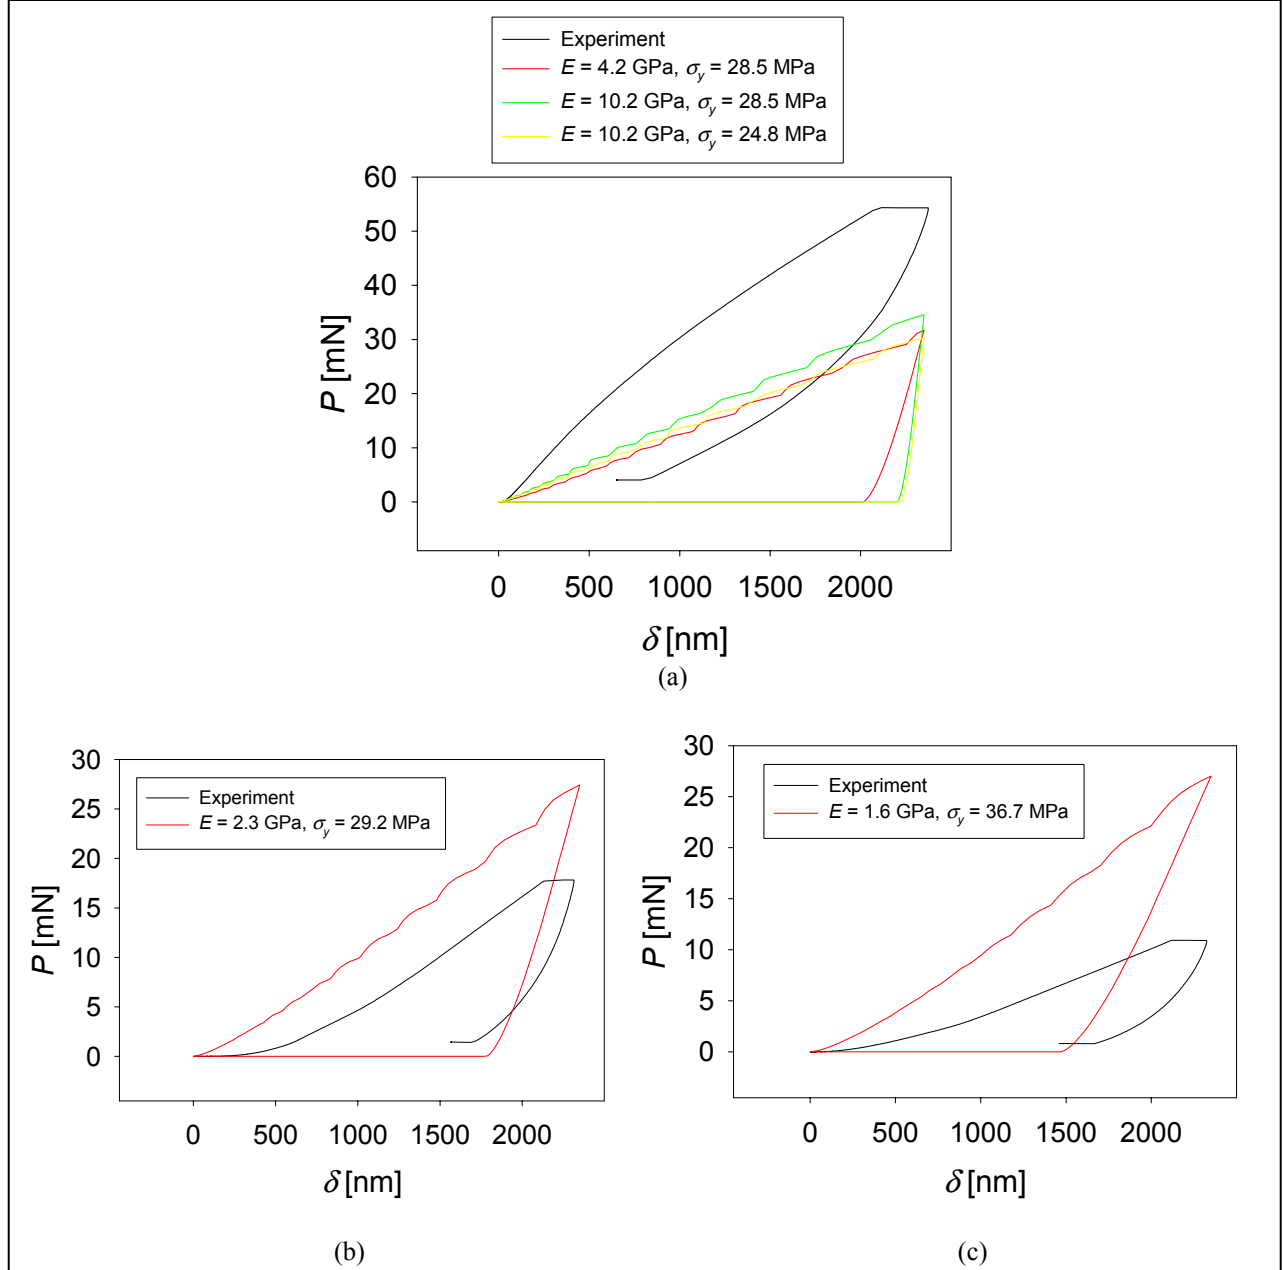 Experiment
E = 4.2 GPa, σy = 28.5 MPa
E = 10.2 GPa, σy = 28.5 MPa
E = 10.2 GPa, σy = 24.8 MPa
60
50
40
30
20
10
0
P [mN]
0 500 1000 1500 2000
δ [nm]
(a)
30
25
20
15
10
5
0
P [mN]
Experiment
E = 2.3 GPa, σy = 29.2 MPa
0 500 1000 1500 2000
δ [nm]
(b)
30
25
20
15
10
5
0
P [mN]
Experiment
E = 1.6 GPa, σy = 36.7 MPa
0 500 1000 1500 2000
δ [nm]
(c)